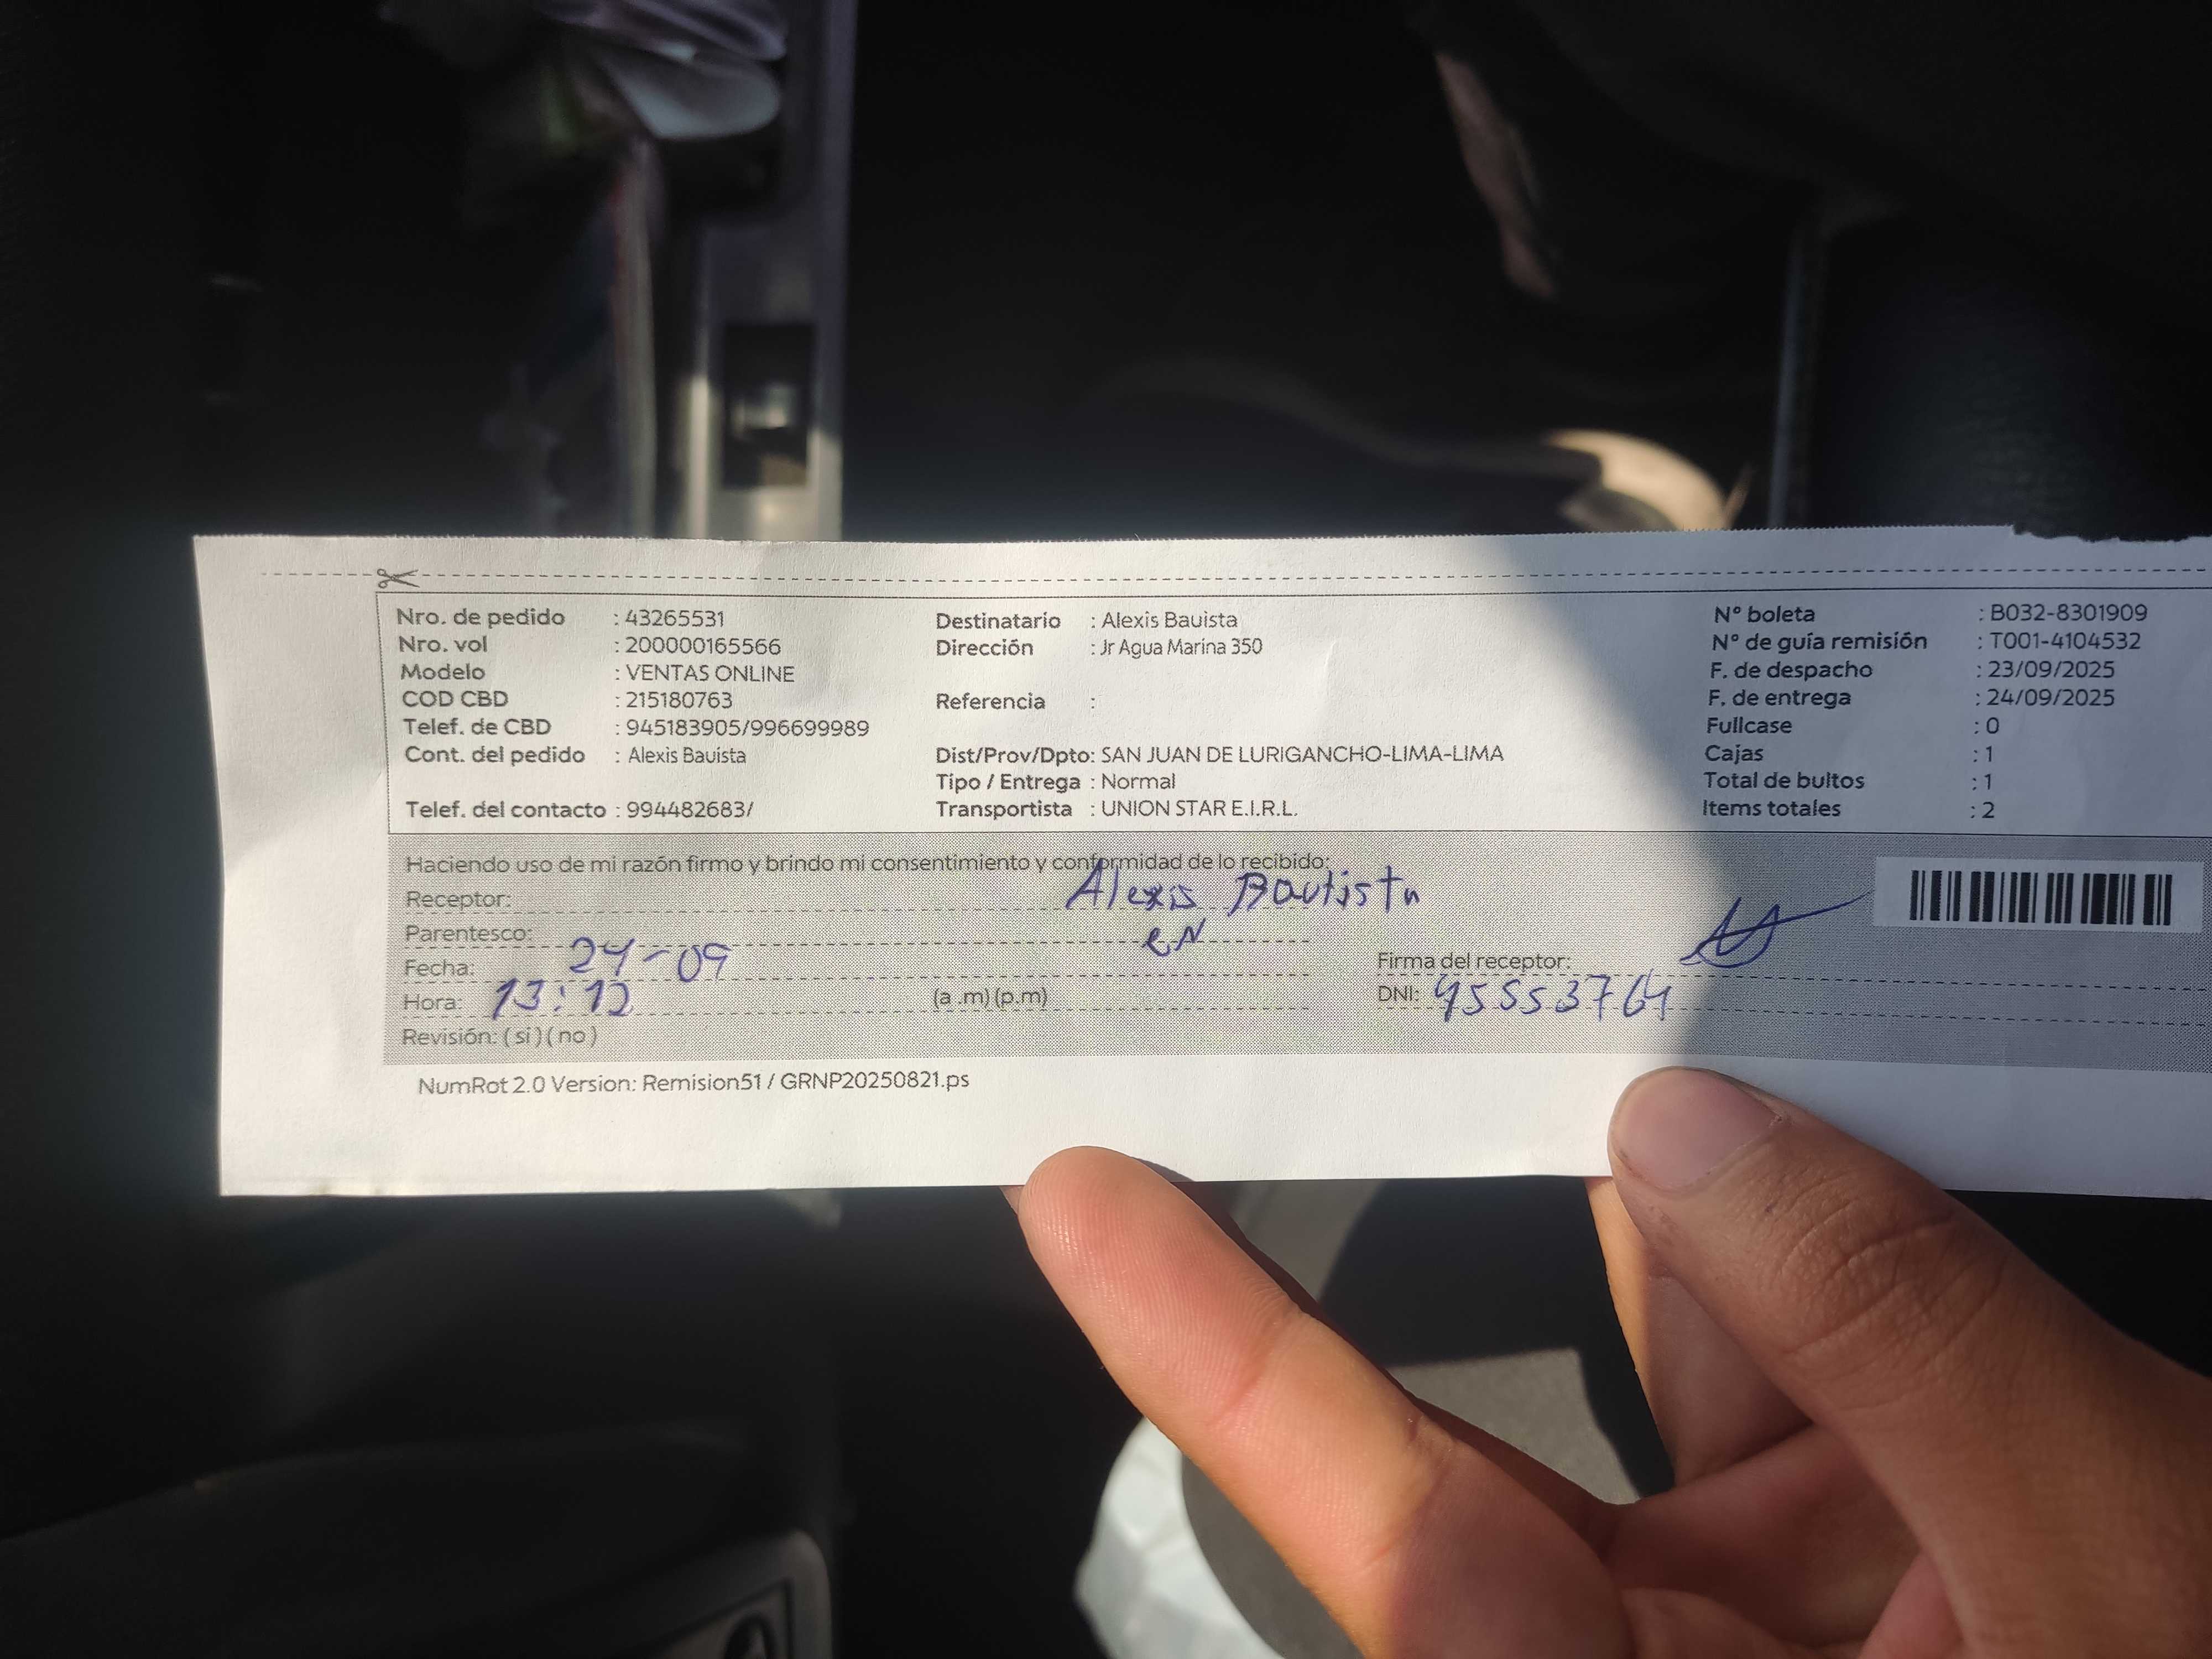 Nro. de pedido : 43265531
Nro. vol : 200000165566
Modelo : VENTAS ONLINE
COD CBD : 215180763
Telef. de CBD : 945183905/996699989
Cont. del pedido : Alexis Bauista
Telef. del contacto : 994482683/
Destinatario : Alexis Bauista
Dirección : Jr Agua Marina 350
Referencia :
Dist/Prov/Dpto: SAN JUAN DE LURIGANCHO-LIMA-LIMA
Tipo / Entrega : Normal
Transportista : UNION STAR E.I.R.L.
N° boleta : B032-8301909
N° de guía remisión : T001-4104532
F. de despacho : 23/09/2025
F. de entrega : 24/09/2025
Fullcase : 0
Cajas : 1
Total de bultos : 1
Items totales : 2
Haciendo uso de mi razón firmo y brindo mi consentimiento y conformidad de lo recibido:
Receptor: Alexis Bautista
Parentesco:
Fecha: 24-09
Hora: 13:12 (a .m) (p.m)
Revisión: ( si ) ( no )
Firma del receptor:
DNI: 45553764
NumRot 2.0 Version: Remision51 / GRNP20250821.ps